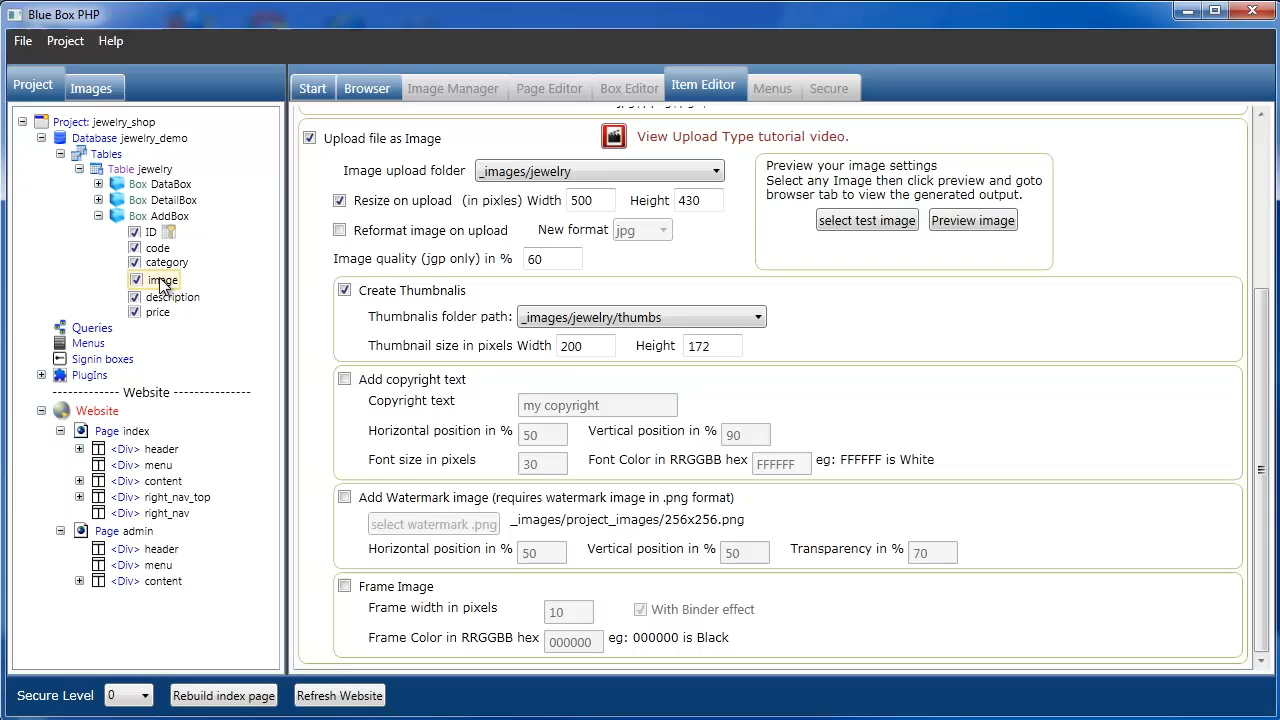 Blue Box PHP
File Project Help
Project Images
Start Browser Image Manager Page Editor Box Editor Item Editor Menus Secure
Project: jewelry_shop
Database jewelry_demo
Tables
Table jewelry
Box DataBox
Box DetailBox
Box AddBox
ID
code
category
image
description
price
Queries
Menus
Signin boxes
PlugIns
------------- Website ---------------
Website
Page index
<Div> header
<Div> menu
<Div> content
<Div> right_nav_top
<Div> right_nav
Page admin
<Div> header
<Div> menu
<Div> content
Upload file as Image View Upload Type tutorial video.
Image upload folder _images/jewelry
Resize on upload (in pixles) Width 500 Height 430
Reformat image on upload New format jpg
Image quality (jgp only) in % 60
Preview your image settings
Select any Image then click preview and goto
browser tab to view the generated output.
select test image Preview image
Create Thumbnalis
Thumbnalis folder path: _images/jewelry/thumbs
Thumbnail size in pixels Width 200 Height 172
Add copyright text
Copyright text my copyright
Horizontal position in % 50 Vertical position in % 90
Font size in pixels 30 Font Color in RRGGBB hex FFFFFF eg: FFFFFF is White
Add Watermark image (requires watermark image in .png format)
select watermark .png _images/project_images/256x256.png
Horizontal position in % 50 Vertical position in % 50 Transparency in % 70
Frame Image
Frame width in pixels 10 With Binder effect
Frame Color in RRGGBB hex 000000 eg: 000000 is Black
Secure Level 0 Rebuild index page Refresh Website